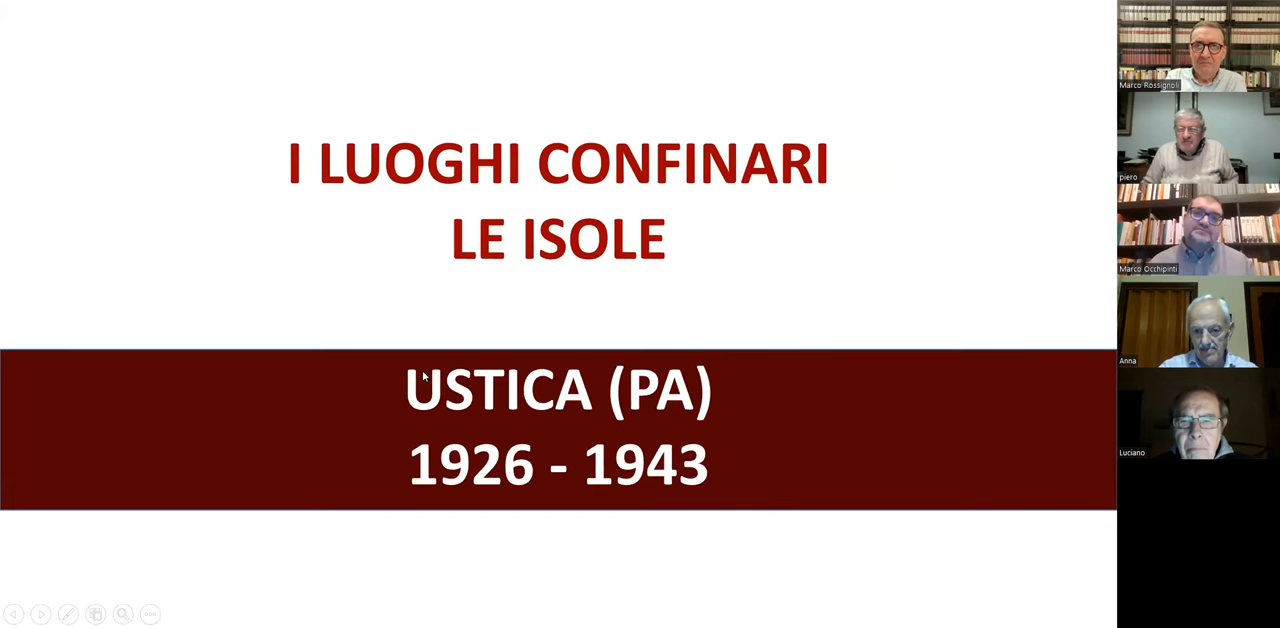 I LUOGHI CONFINARI
LE ISOLE
USTICA (PA)
1926 - 1943
Marco Rossignoli
piero
Marco Occhipinti
Anna
Luciano